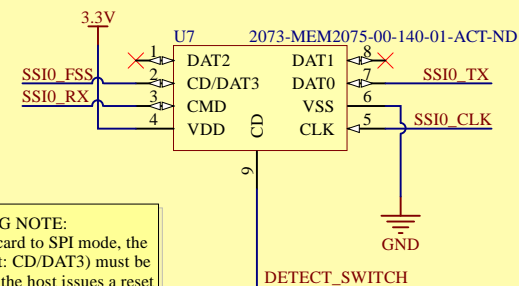 3.3V
U7 2073-MEM2075-00-140-01-ACT-ND
1 DAT2 DAT1 8
SSI0_FSS 2 CD/DAT3 DAT0 7 SSI0_TX
SSI0_RX 3 CMD VSS 6
4 VDD CD CLK 5 SSI0_CLK
9
GND
G NOTE:
card to SPI mode, the
: CD/DAT3) must be
the host issues a reset
DETECT_SWITCH